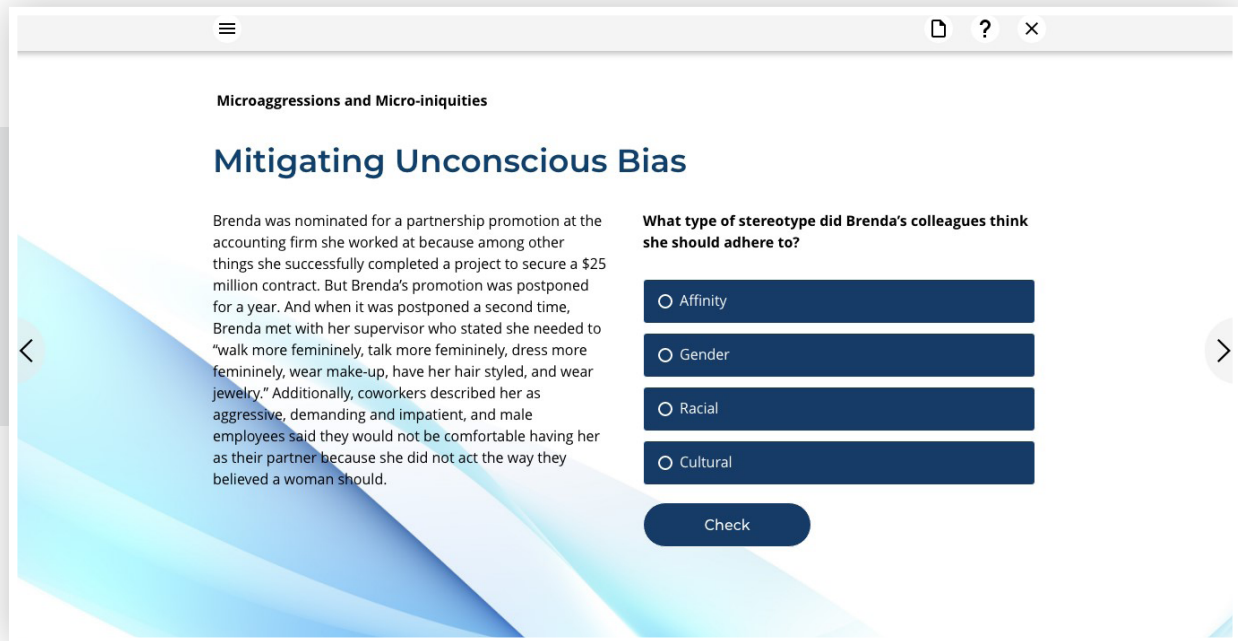 ?
Microaggressions and Micro-iniquities
Mitigating Unconscious Bias
Brenda was nominated for a partnership promotion at the
accounting firm she worked at because among other
things she successfully completed a project to secure a $25
million contract. But Brenda’s promotion was postponed
for a year. And when it was postponed a second time,
Brenda met with her supervisor who stated she needed to
“walk more femininely, talk more femininely, dress more
femininely, wear make-up, have her hair styled, and wear
jewelry.” Additionally, coworkers described her as
aggressive, demanding and impatient, and male
employees said they would not be comfortable having her
as their partner because she did not act the way they
believed a woman should.
What type of stereotype did Brenda’s colleagues think
she should adhere to?
Affinity
Gender
Racial
Cultural
Check